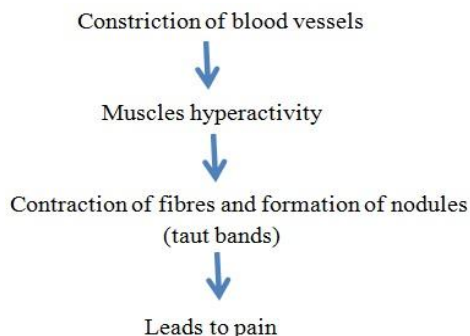 Constriction of blood vessels
Muscles hyperactivity
Contraction of fibres and formation of nodules
(taut bands)
Leads to pain